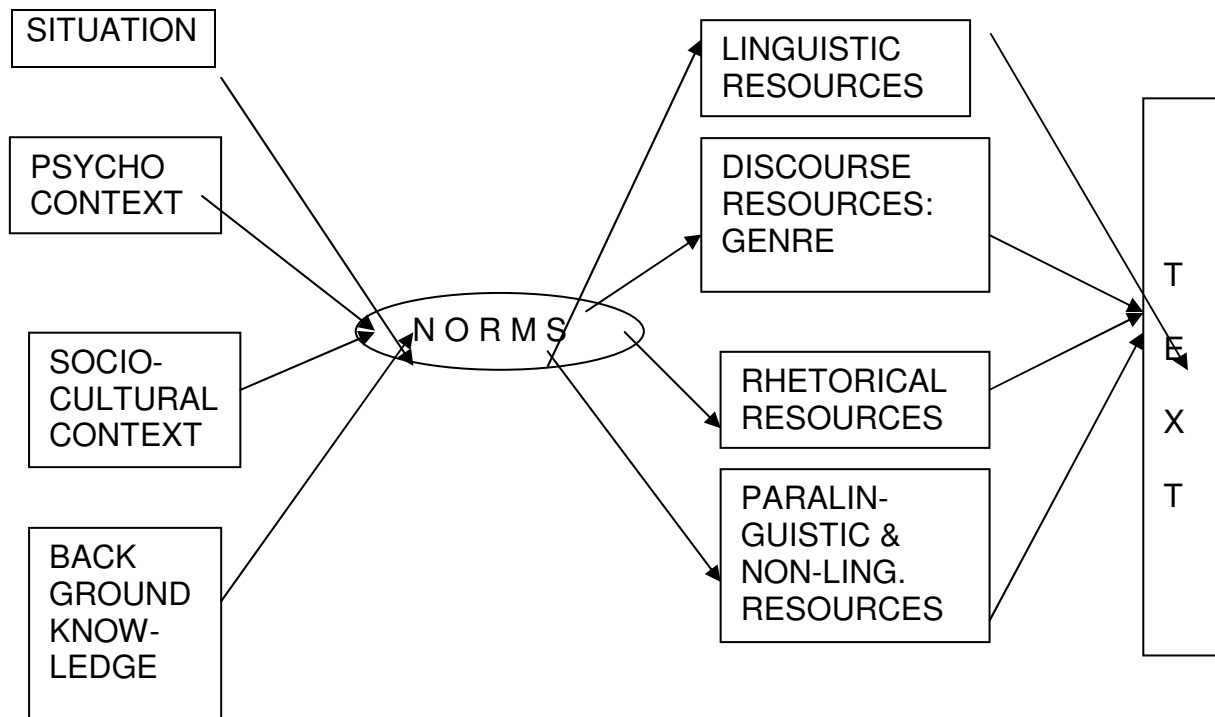 SITUATION
PSYCHO
CONTEXT
SOCIO-
CULTURAL
CONTEXT
BACK
GROUND
KNOW-
LEDGE
N O R M S
LINGUISTIC
RESOURCES
DISCOURSE
RESOURCES:
GENRE
RHETORICAL
RESOURCES
PARALIN-
GUISTIC &
NON-LING.
RESOURCES
T
E
X
T